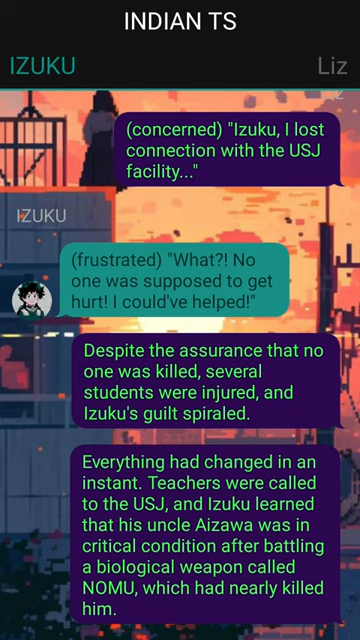 INDIAN TS
IZUKU
Liz
(concerned) "Izuku, I lost
connection with the USJ
facility..."
IZUKU
(frustrated) "What?! No
one was supposed to get
hurt! I could've helped!"
Despite the assurance that no
one was killed, several
students were injured, and
Izuku's guilt spiraled.
Everything had changed in an
instant. Teachers were called
to the USJ, and Izuku learned
that his uncle Aizawa was in
critical condition after battling
a biological weapon called
NOMU, which had nearly killed
him.